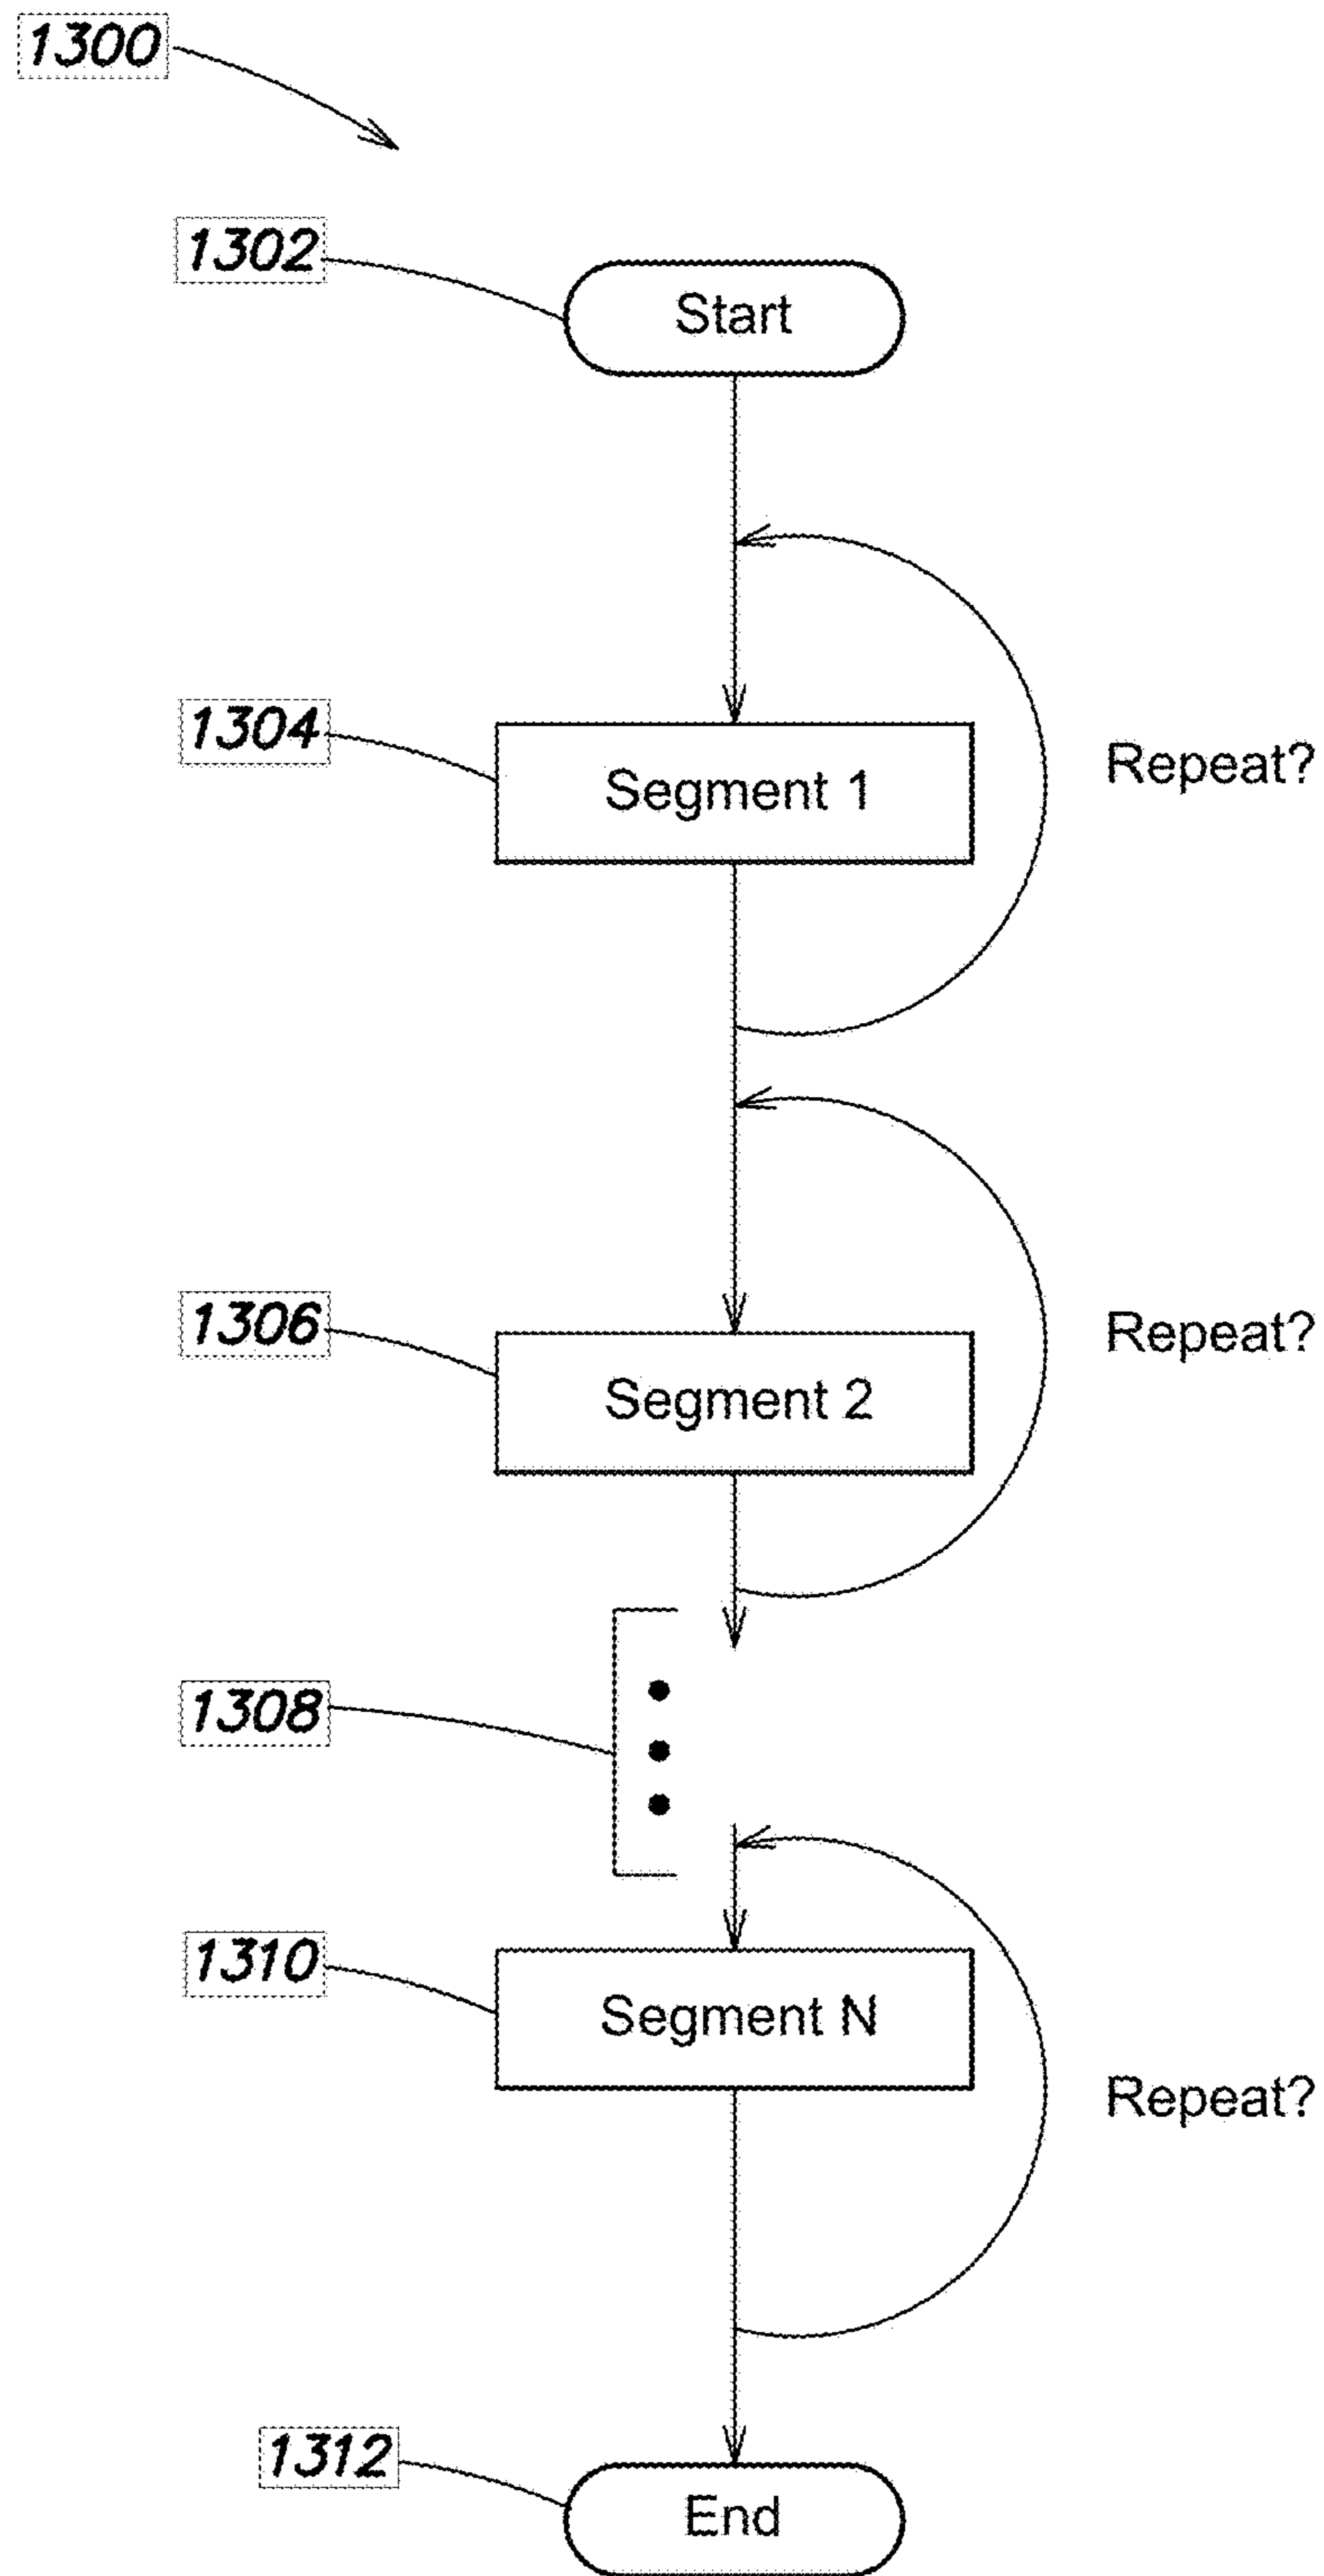 1300
1302
Start
1304
Segment 1
Repeat?
1306
Segment 2
Repeat?
1308
1310
Segment N
Repeat?
1312
End